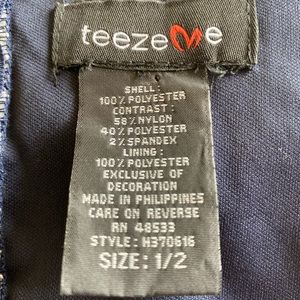 teezeMe
SHELL:
100% POLYESTER
CONTRAST:
58% NYLON
40% POLYESTER
2% SPANDEX
LINING:
100% POLYESTER
EXCLUSIVE OF
DECORATION
MADE IN PHILIPPINES
CARE ON REVERSE
RN 48533
STYLE: H370616
SIZE: 1/2